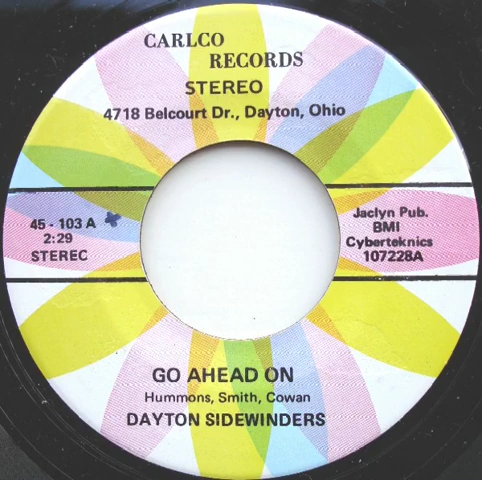 CARLCO
RECORDS
STEREO
4718 Belcourt Dr., Dayton, Ohio
45 - 103 A
2:29
STEREC
Jaclyn Pub.
BMI
Cyberteknics
107228A
GO AHEAD ON
Hummons, Smith, Cowan
DAYTON SIDEWINDERS